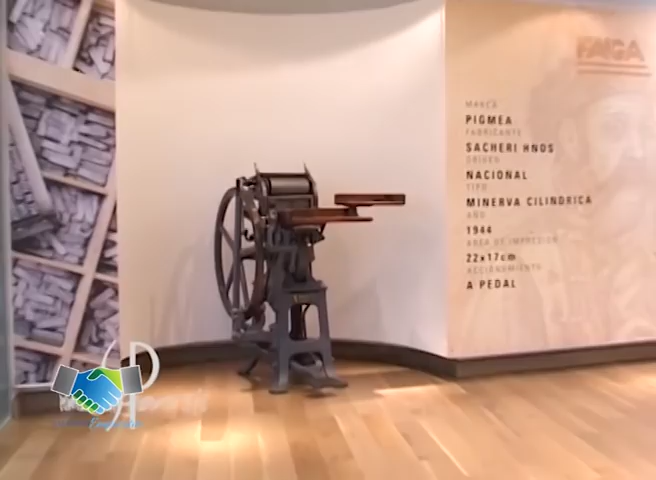 FAIGA
MARCA
PIGMEA
FABRICANTE
SACHERI HNOS
ORIGEN
NACIONAL
TIPO
MINERVA CILINDRICA
AÑO
1944
AREA DE IMPRESION
22x17cm
ACCIONAMIENTO
A PEDAL